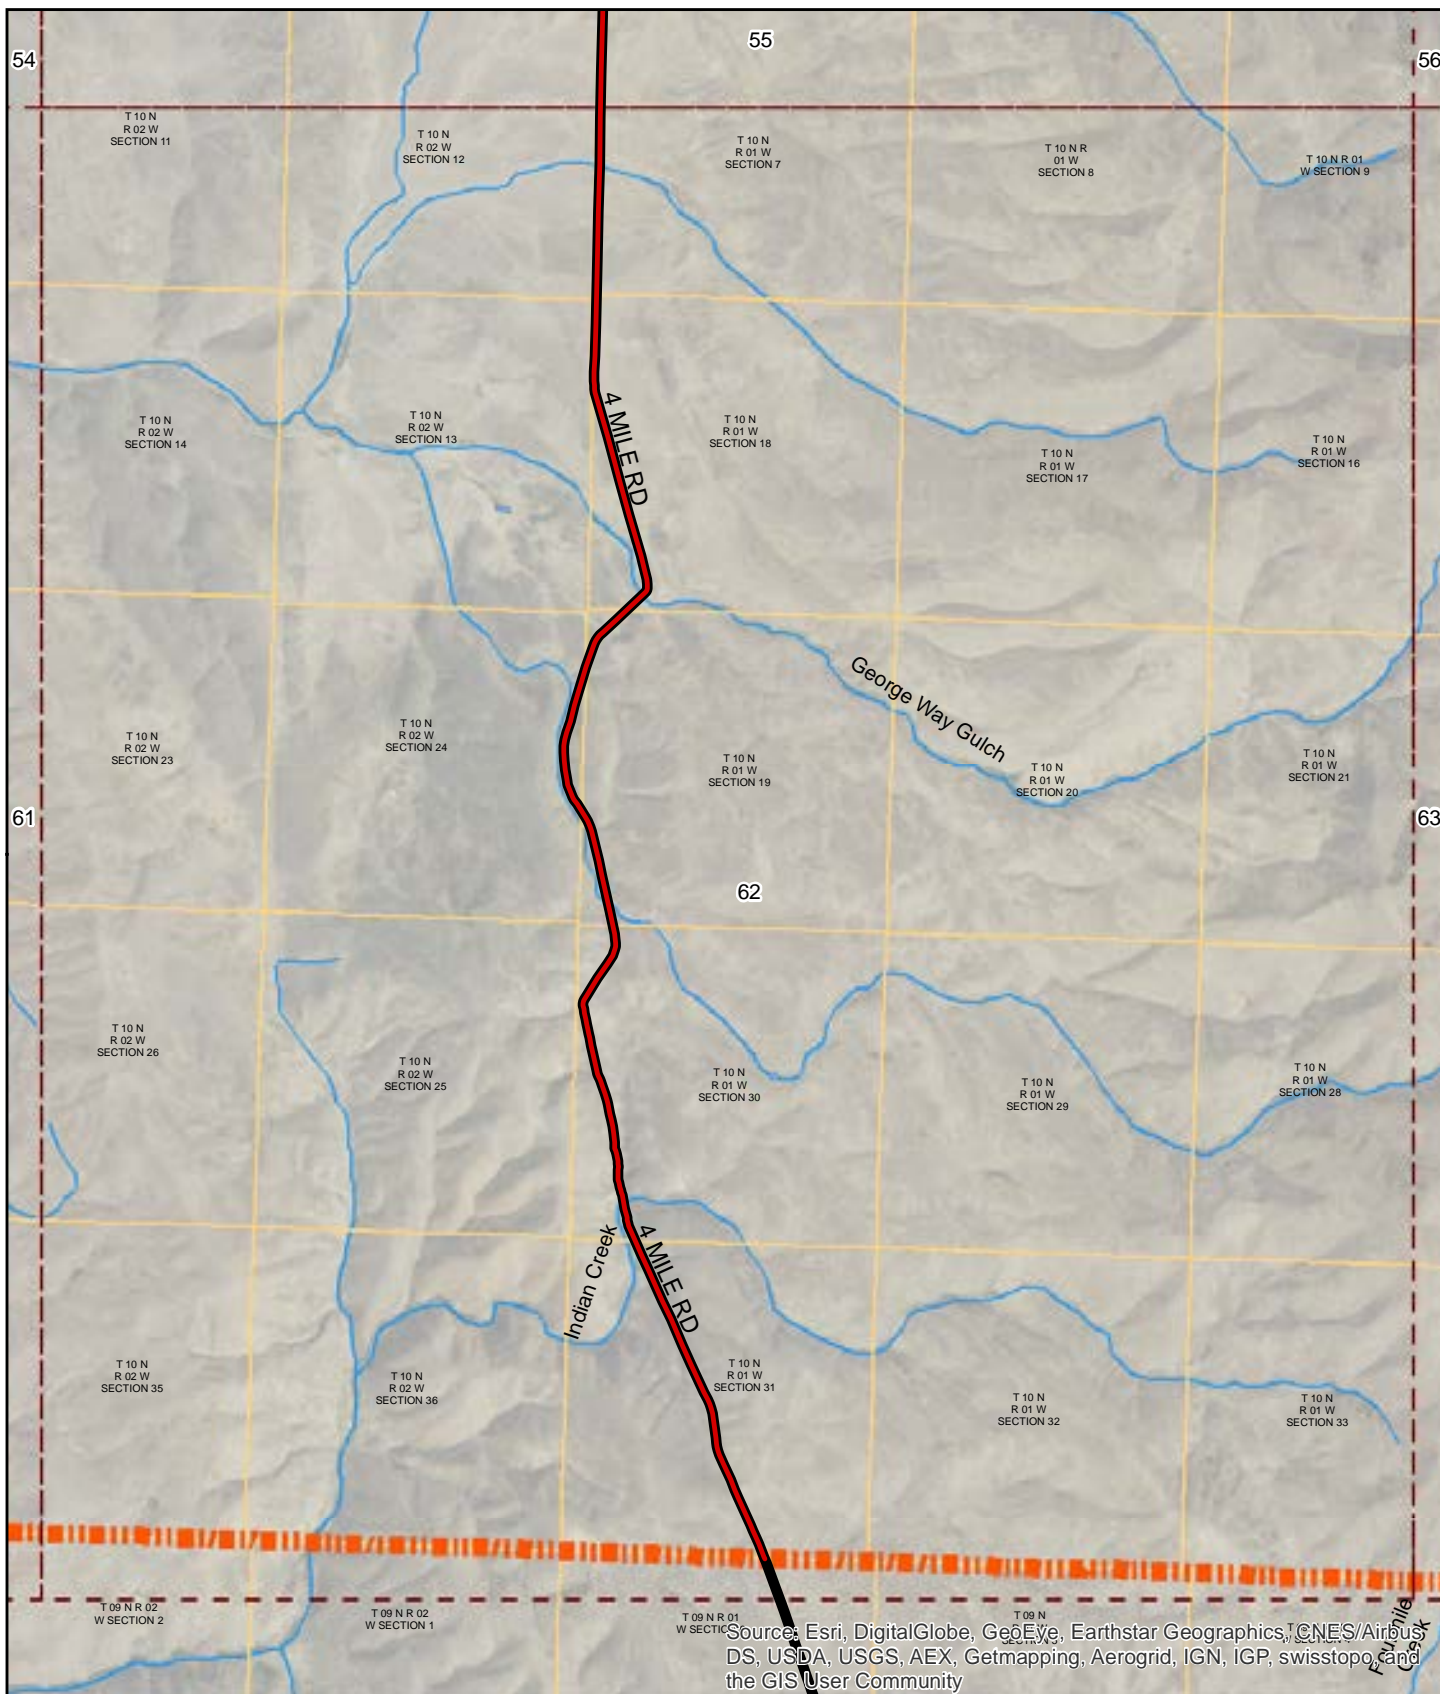 54
55
56
T 10 N
R 02 W
SECTION 11
T 10 N
R 02 W
SECTION 12
T 10 N
R 01 W
SECTION 7
T 10 N R
01 W
SECTION 8
T 10 N R 01
W SECTION 9
T 10 N
R 02 W
SECTION 14
T 10 N
R 02 W
SECTION 13
4 MILE RD
T 10 N
R 01 W
SECTION 18
T 10 N
R 01 W
SECTION 17
T 10 N
R 01 W
SECTION 16
T 10 N
R 02 W
SECTION 23
T 10 N
R 02 W
SECTION 24
T 10 N
R 01 W
SECTION 19
George Way Gulch
T 10 N
R 01 W
SECTION 20
T 10 N
R 01 W
SECTION 21
61
62
63
T 10 N
R 02 W
SECTION 26
T 10 N
R 02 W
SECTION 25
T 10 N
R 01 W
SECTION 30
T 10 N
R 01 W
SECTION 29
T 10 N
R 01 W
SECTION 28
Indian Creek
4 MILE RD
T 10 N
R 02 W
SECTION 35
T 10 N
R 02 W
SECTION 36
T 10 N
R 01 W
SECTION 31
T 10 N
R 01 W
SECTION 32
T 10 N
R 01 W
SECTION 33
T 09 N R 02
W SECTION 2
T 09 N R 02
W SECTION 1
T 09 N R 01
W
T 09 N
Fourmile
Creek
Source: Esri, DigitalGlobe, GeoEye, Earthstar Geographics, CNES/Airbus
DS, USDA, USGS, AEX, Getmapping, Aerogrid, IGN, IGP, swisstopo, and
the GIS User Community